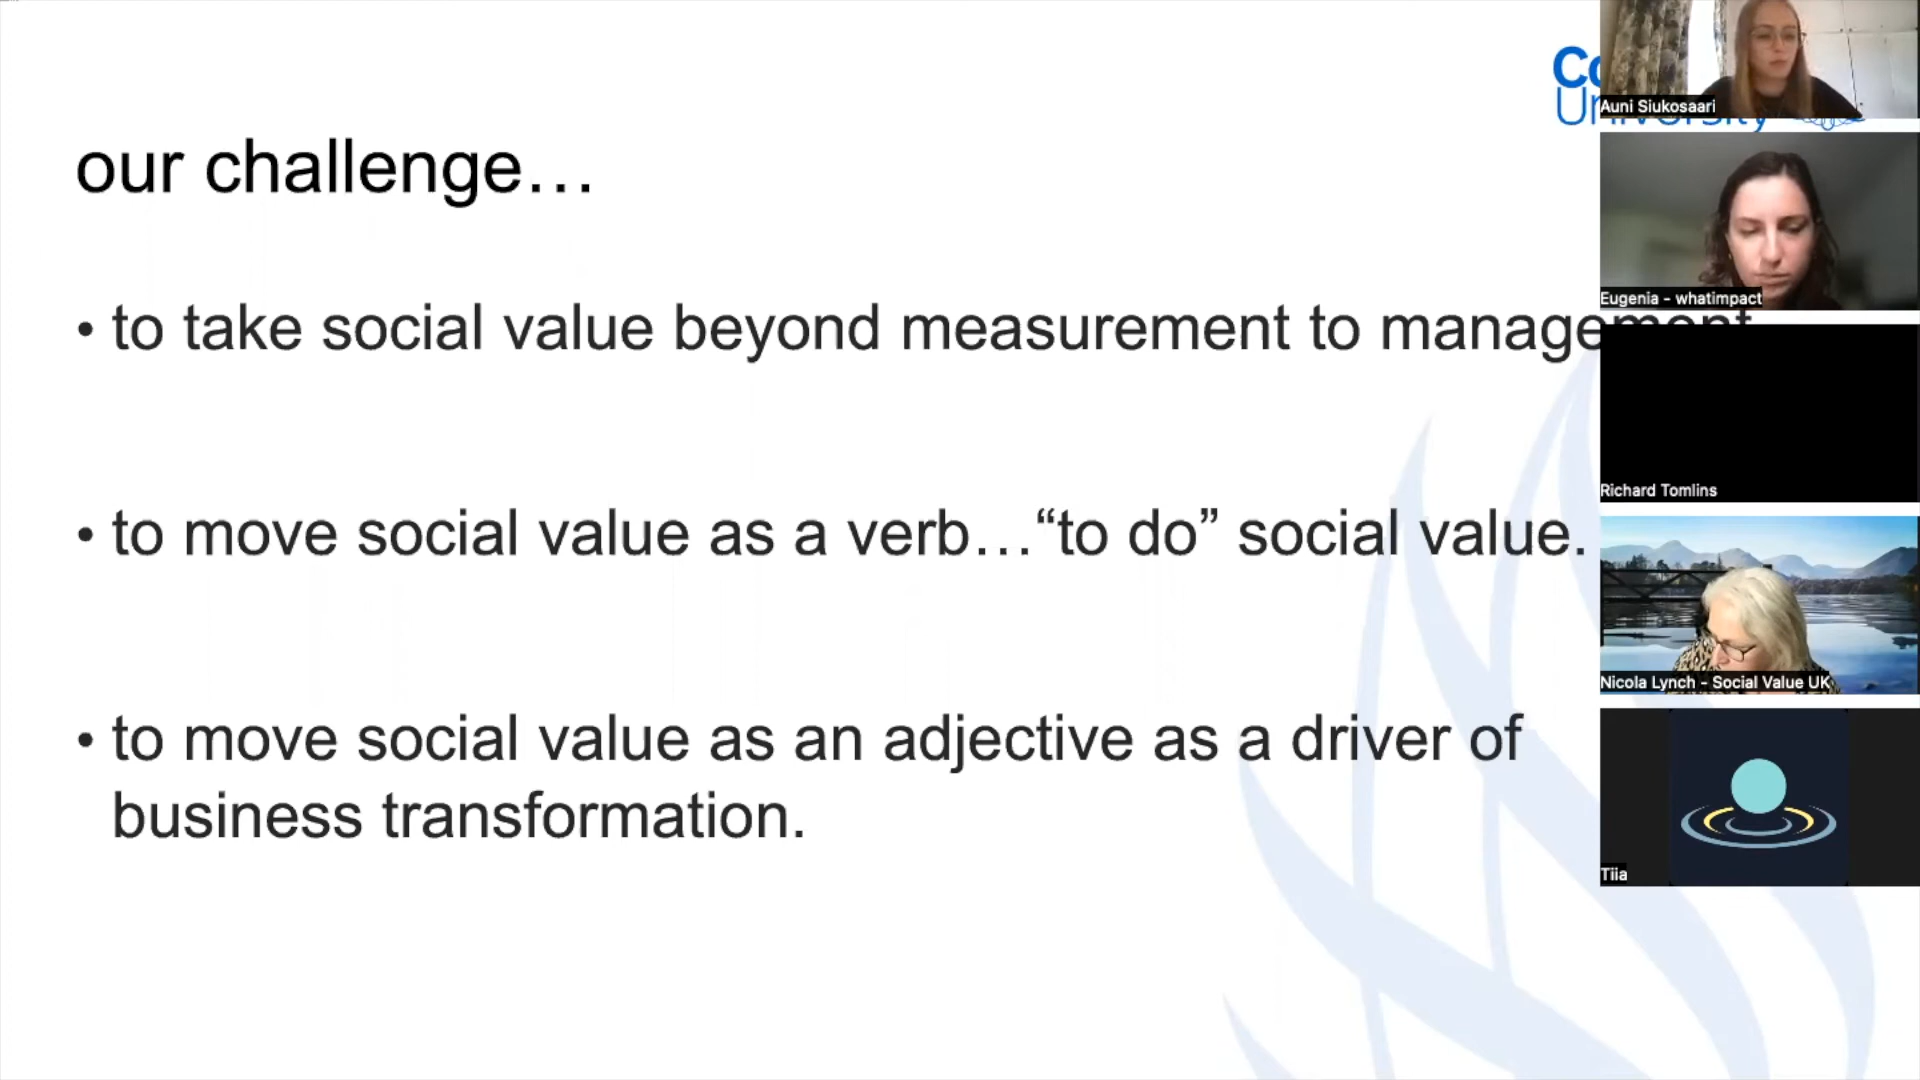 our challenge…
• to take social value beyond measurement to management
• to move social value as a verb…“to do” social value.
• to move social value as an adjective as a driver of
business transformation.
University
Auni Siukosaari
Eugenia - whatimpact
Richard Tomlins
Nicola Lynch - Social Value UK
Tiia